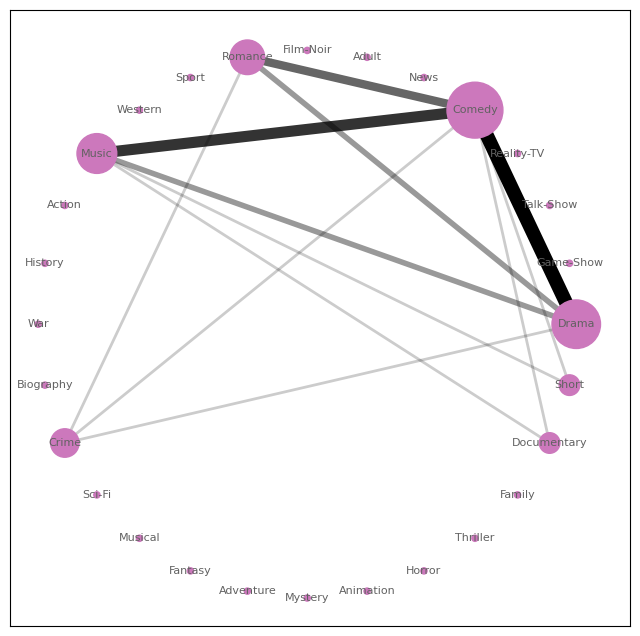 Film-Noir
Romance
Adult
Sport
News
Western
Comedy
Music
Reality-TV
Action
Talk-Show
History
Game-Show
War
Drama
Biography
Short
Crime
Documentary
Sci-Fi
Family
Musical
Thriller
Fantasy
Horror
Adventure
Animation
Mystery